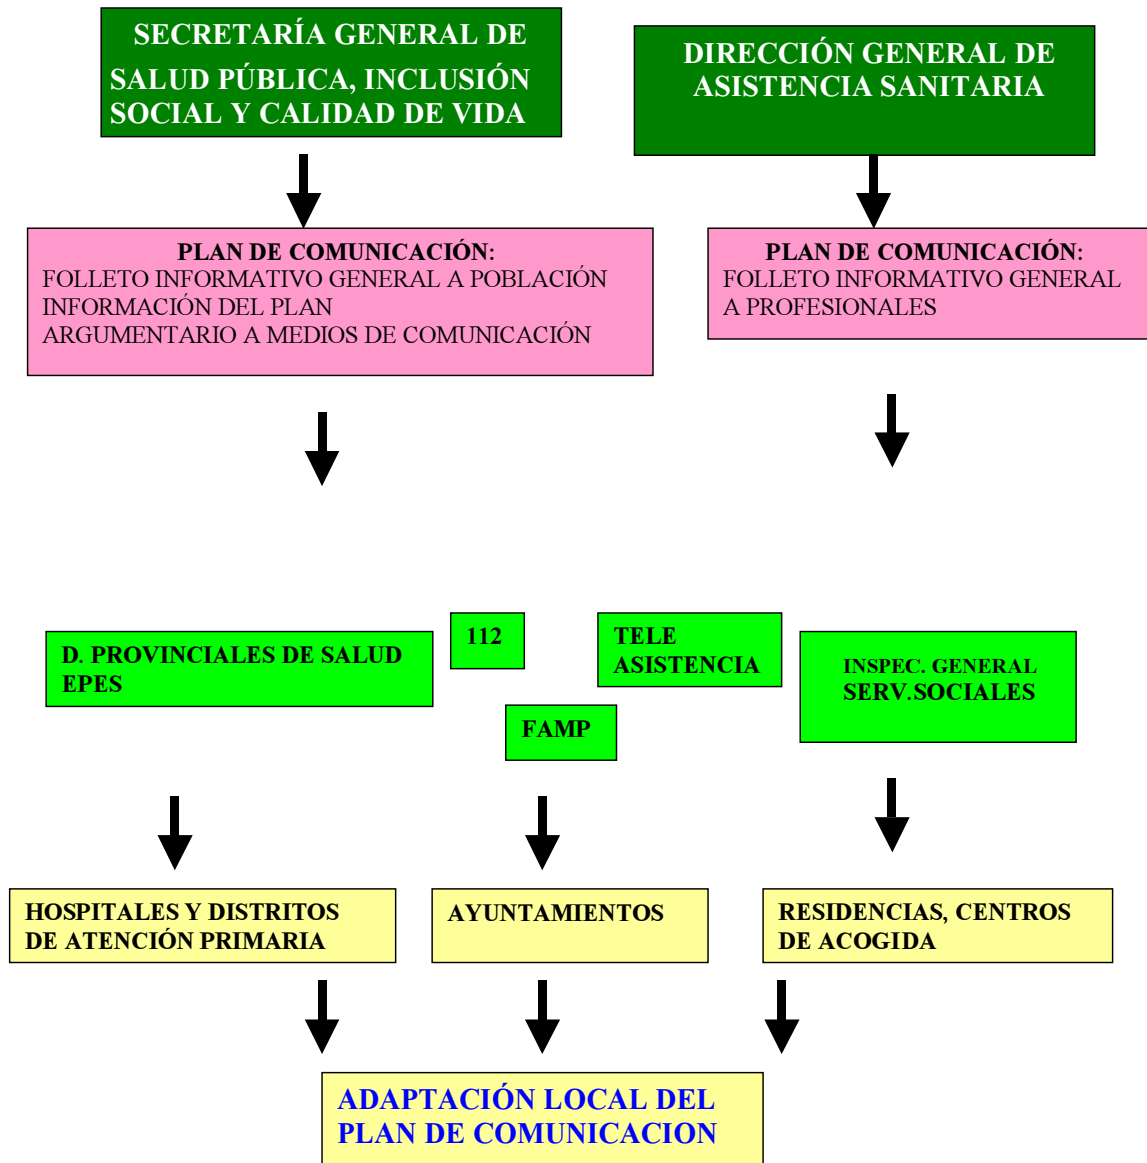 SECRETARÍA GENERAL DE
SALUD PÚBLICA, INCLUSIÓN
SOCIAL Y CALIDAD DE VIDA
DIRECCIÓN GENERAL DE
ASISTENCIA SANITARIA
PLAN DE COMUNICACIÓN:
FOLLETO INFORMATIVO GENERAL A POBLACIÓN
INFORMACIÓN DEL PLAN
ARGUMENTARIO A MEDIOS DE COMUNICACIÓN
PLAN DE COMUNICACIÓN:
FOLLETO INFORMATIVO GENERAL
A PROFESIONALES
D. PROVINCIALES DE SALUD
EPES
112
TELE
ASISTENCIA
FAMP
INSPEC. GENERAL
SERV.SOCIALES
HOSPITALES Y DISTRITOS
DE ATENCIÓN PRIMARIA
AYUNTAMIENTOS
RESIDENCIAS, CENTROS
DE ACOGIDA
ADAPTACIÓN LOCAL DEL
PLAN DE COMUNICACION